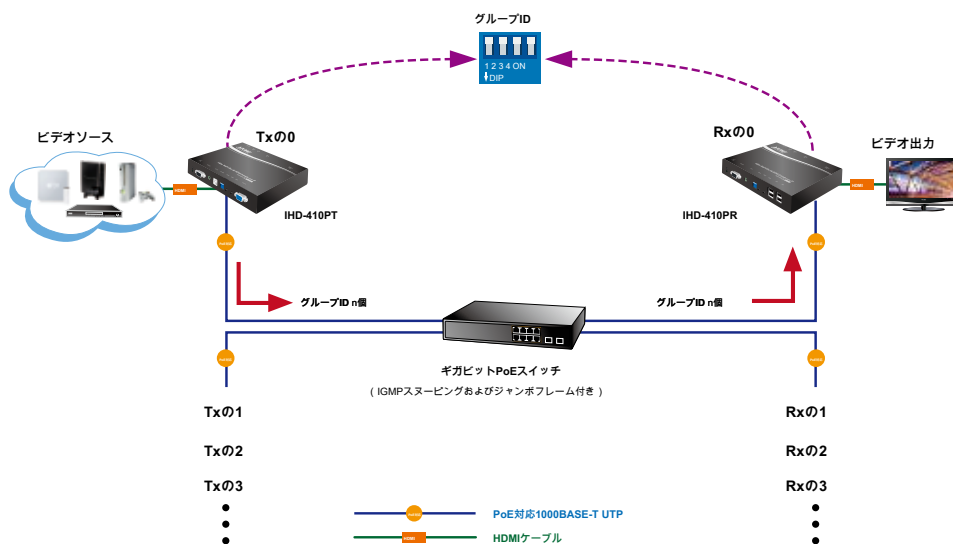 グループID
1 2 3 4 ON
DIP
Txの0
Rxの0
ビデオソース
ビデオ出力
HDMI
HDMI
IHD-410PT
IHD-410PR
グループID n個
グループID n個
ギガビットPoEスイッチ
(IGMPスヌーピングおよびジャンボフレーム付き)
Txの1
Rxの1
Txの2
Rxの2
Txの3
Rxの3
PoE対応1000BASE-T UTP
HDMI
HDMIケーブル